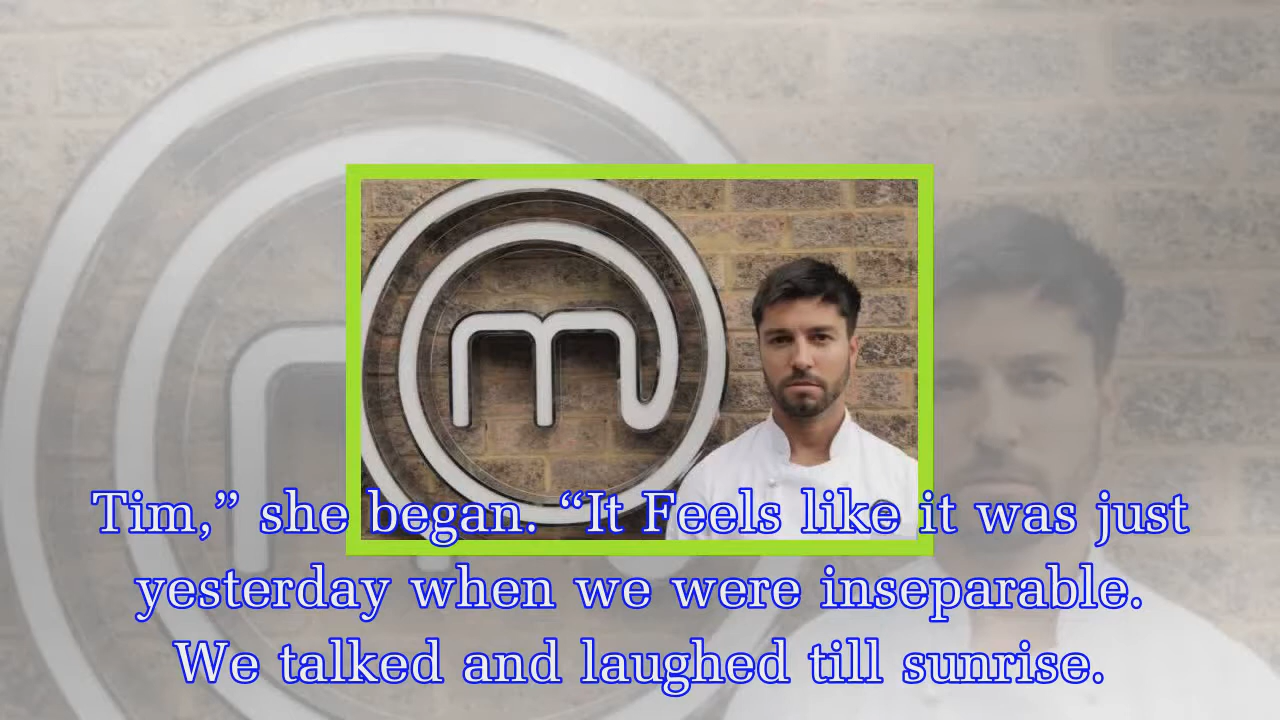 Tim,” she began. “It Feels like it was just
yesterday when we were inseparable.
We talked and laughed till sunrise.